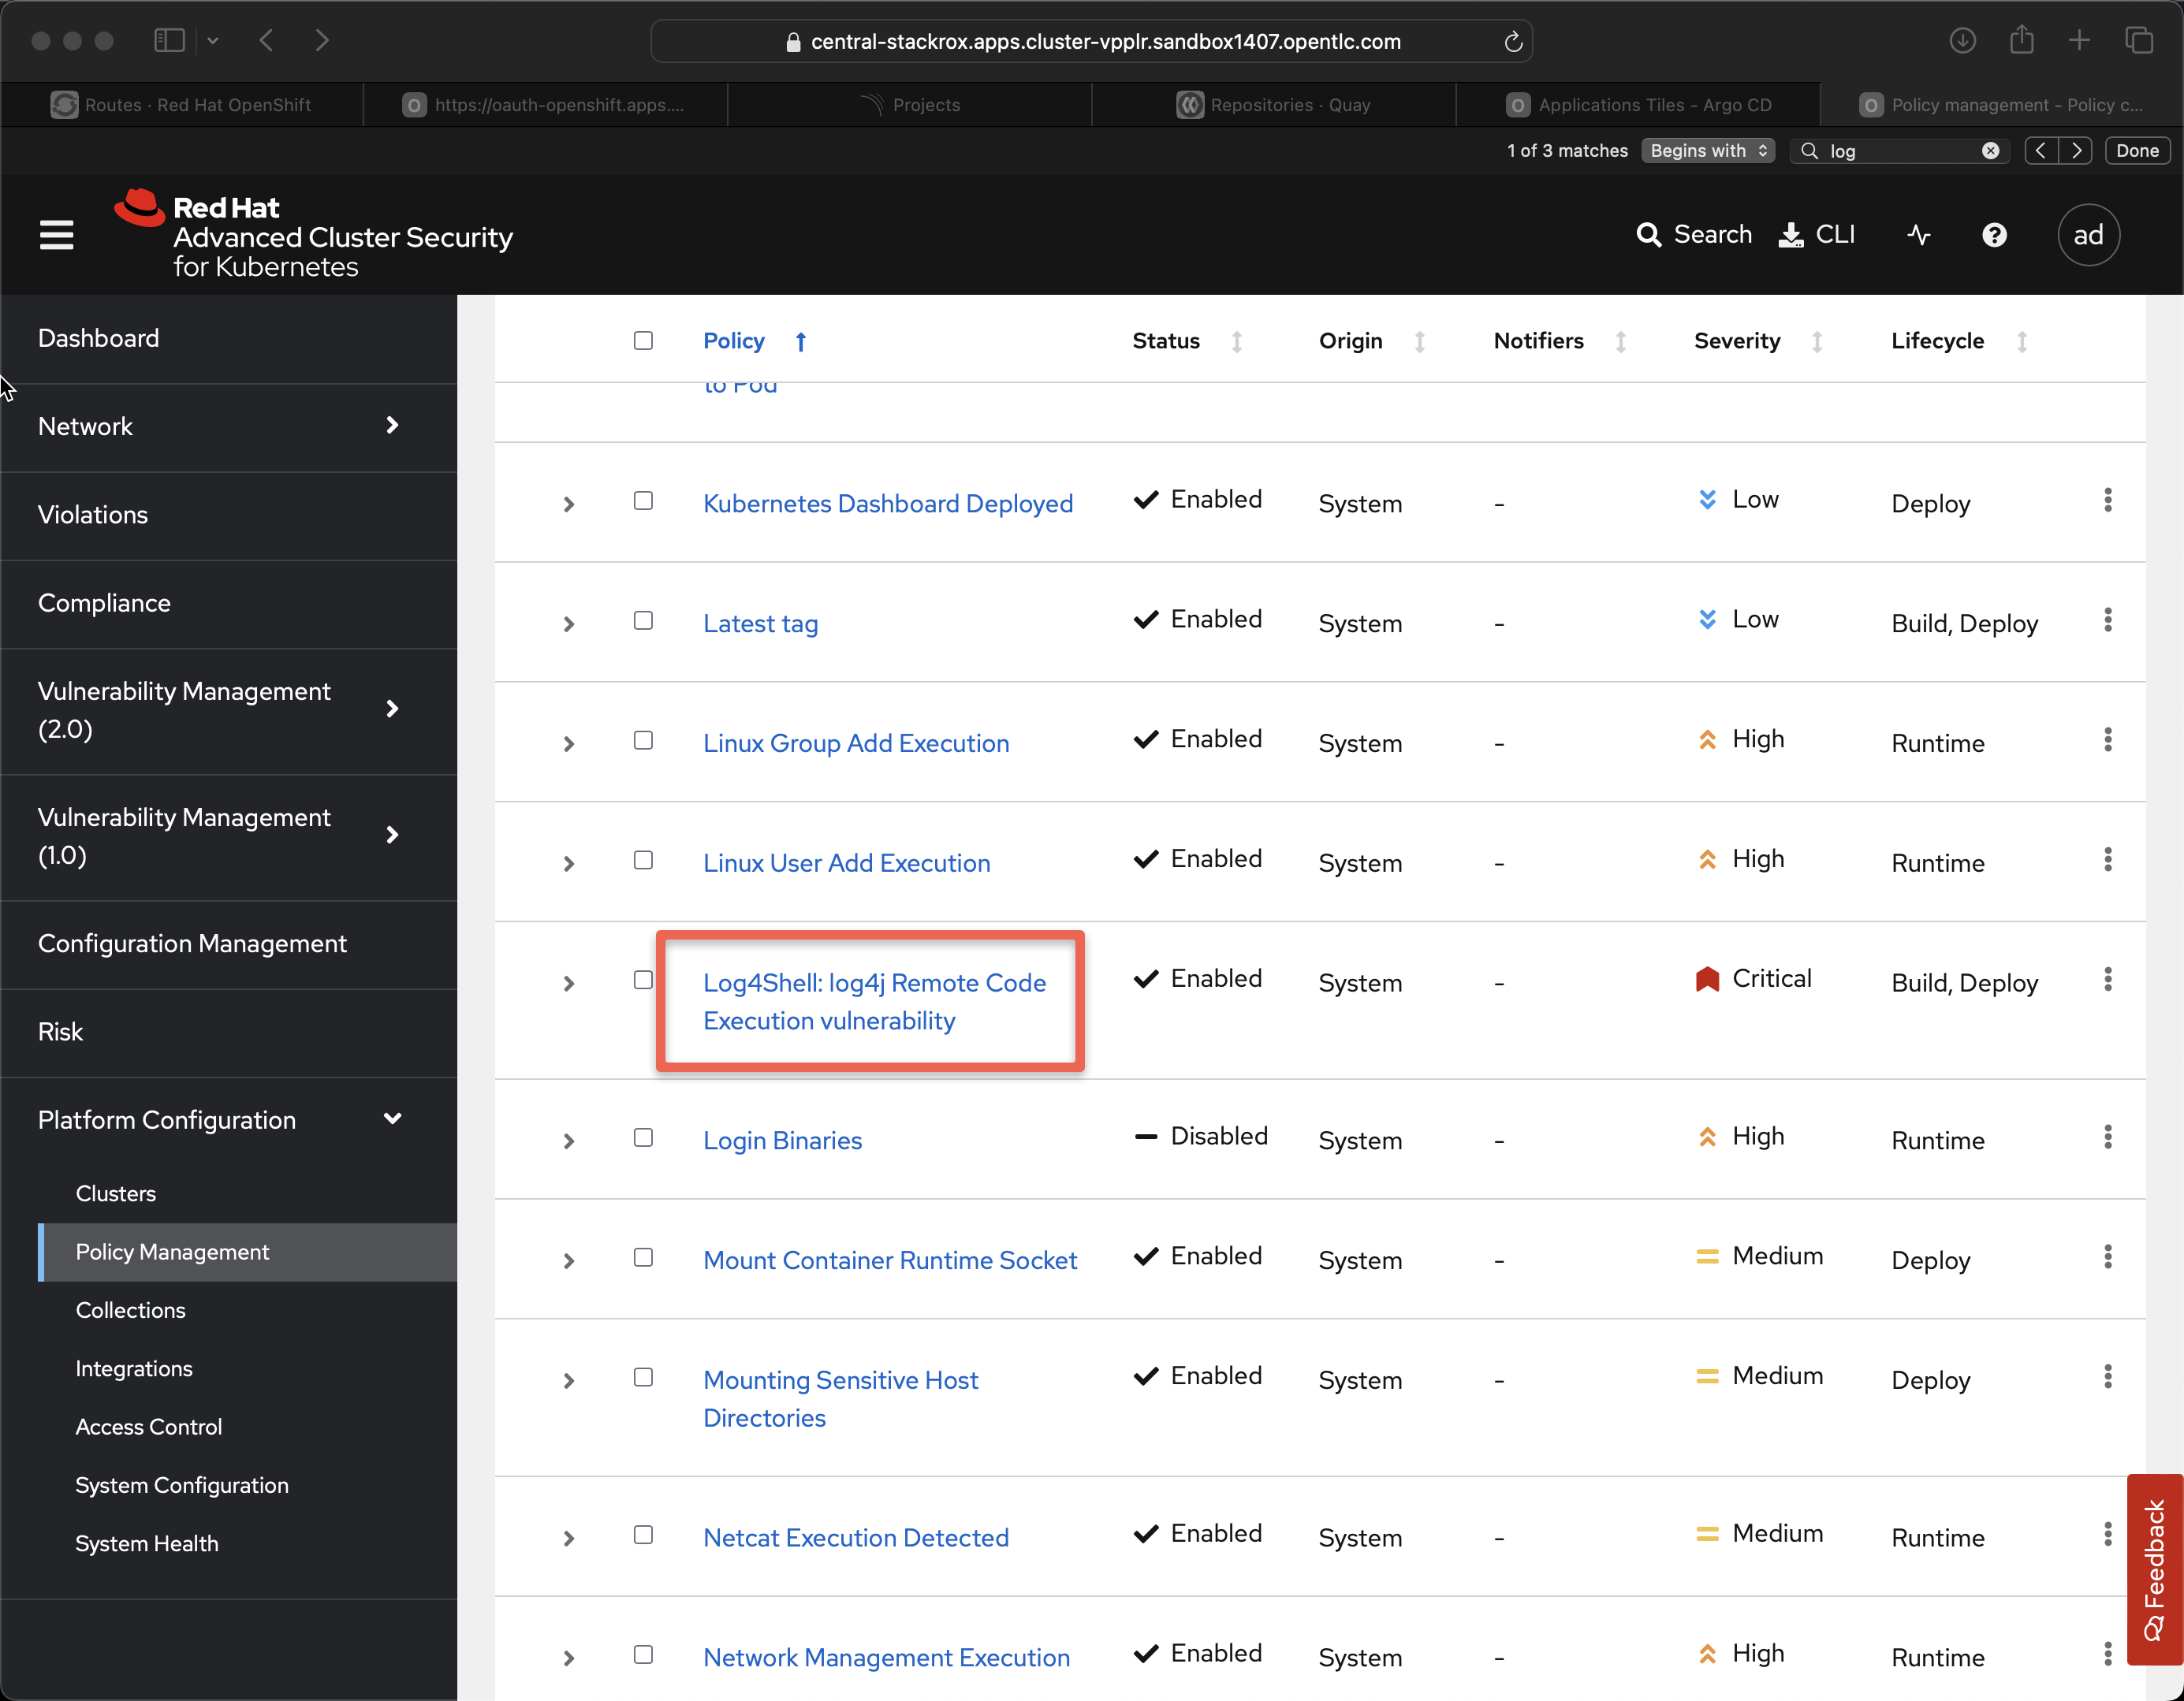 central-stackrox.apps.cluster-vpplr.sandbox1407.opentlc.com
Routes · Red Hat OpenShift
O https://oauth-openshift.apps....
Projects
Repositories · Quay
O Applications Tiles - Argo CD
O Policy management - Policy c...
1 of 3 matches Begins with log Done
Red Hat
Advanced Cluster Security
for Kubernetes
Search CLI ad
Dashboard
Network
Violations
Compliance
Vulnerability Management
(2.0)
Vulnerability Management
(1.0)
Configuration Management
Risk
Platform Configuration
Clusters
Policy Management
Collections
Integrations
Access Control
System Configuration
System Health
Policy Status Origin Notifiers Severity Lifecycle
to Pod
Kubernetes Dashboard Deployed Enabled System - Low Deploy
Latest tag Enabled System - Low Build, Deploy
Linux Group Add Execution Enabled System - High Runtime
Linux User Add Execution Enabled System - High Runtime
Log4Shell: log4j Remote Code Enabled System - Critical Build, Deploy
Execution vulnerability
Login Binaries Disabled System - High Runtime
Mount Container Runtime Socket Enabled System - Medium Deploy
Mounting Sensitive Host Enabled System - Medium Deploy
Directories
Netcat Execution Detected Enabled System - Medium Runtime
Network Management Execution Enabled System - High Runtime
Feedback